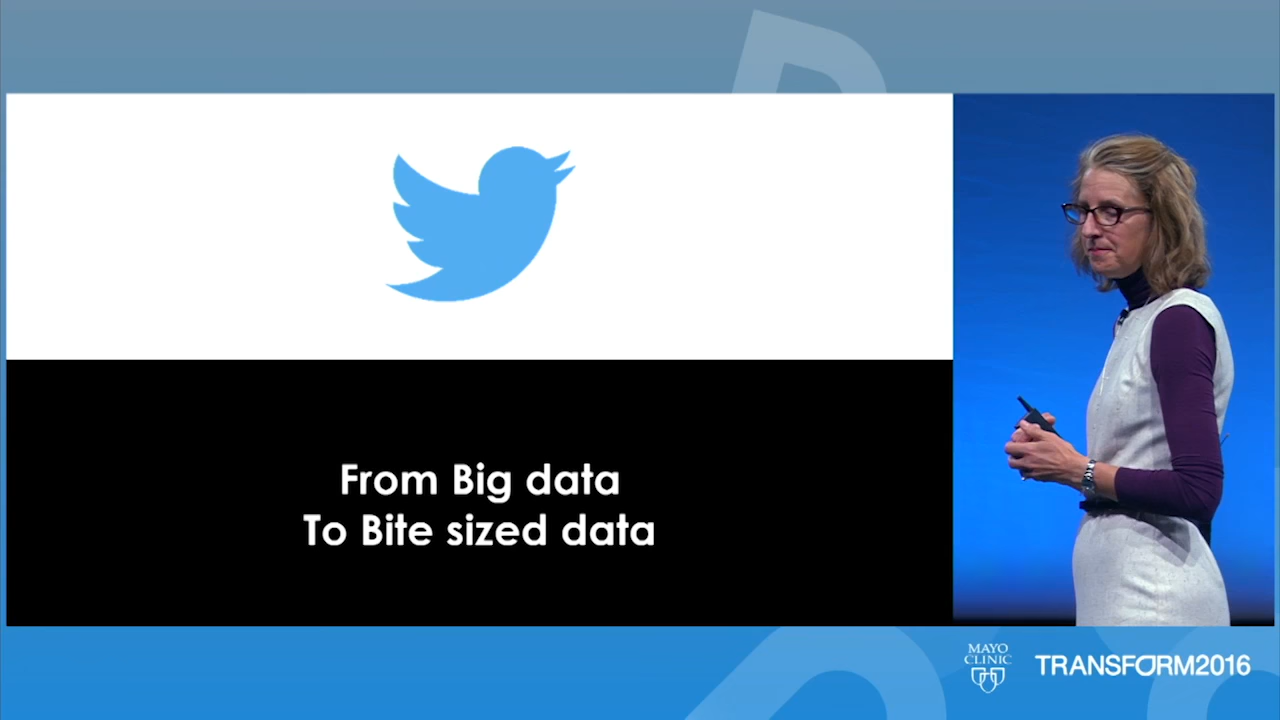 From Big data
To Bite sized data
MAYO
CLINIC
TRANSFORM2016